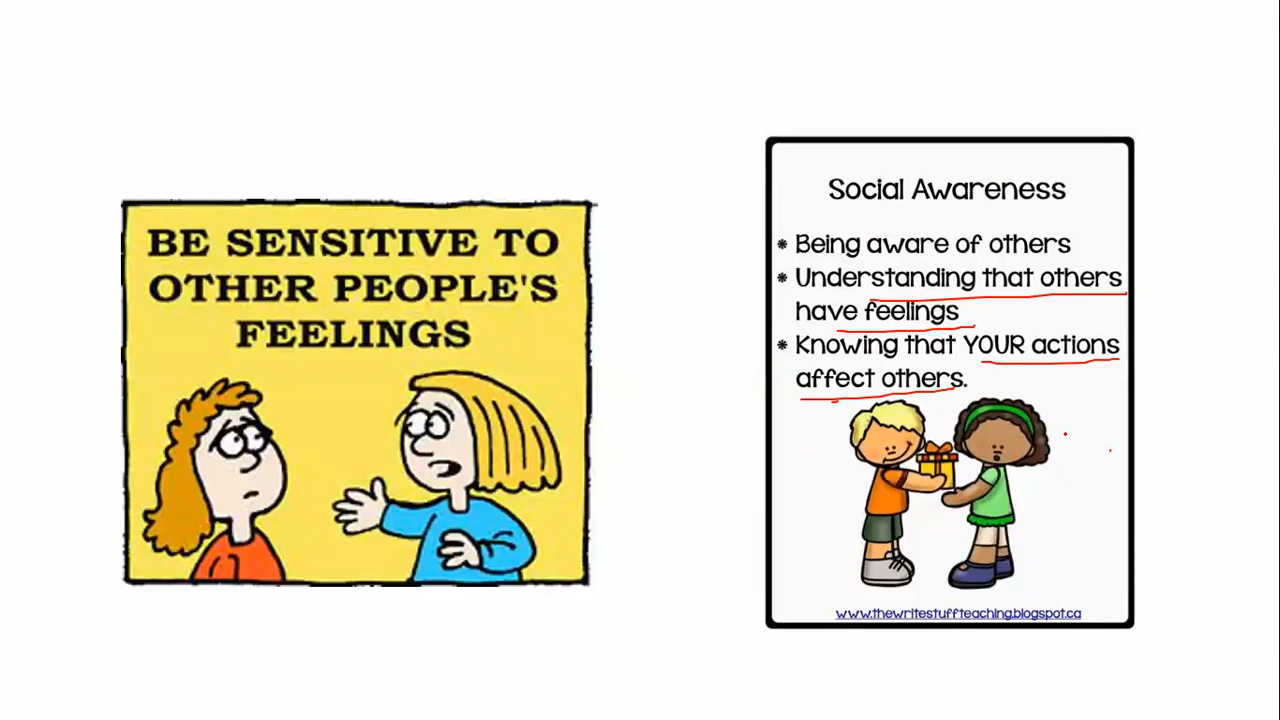 BE SENSITIVE TO
OTHER PEOPLE'S
FEELINGS
Social Awareness
* Being aware of others
* Understanding that others
have feelings
* Knowing that YOUR actions
affect others.
www.thewritestuffteaching.blogspot.ca